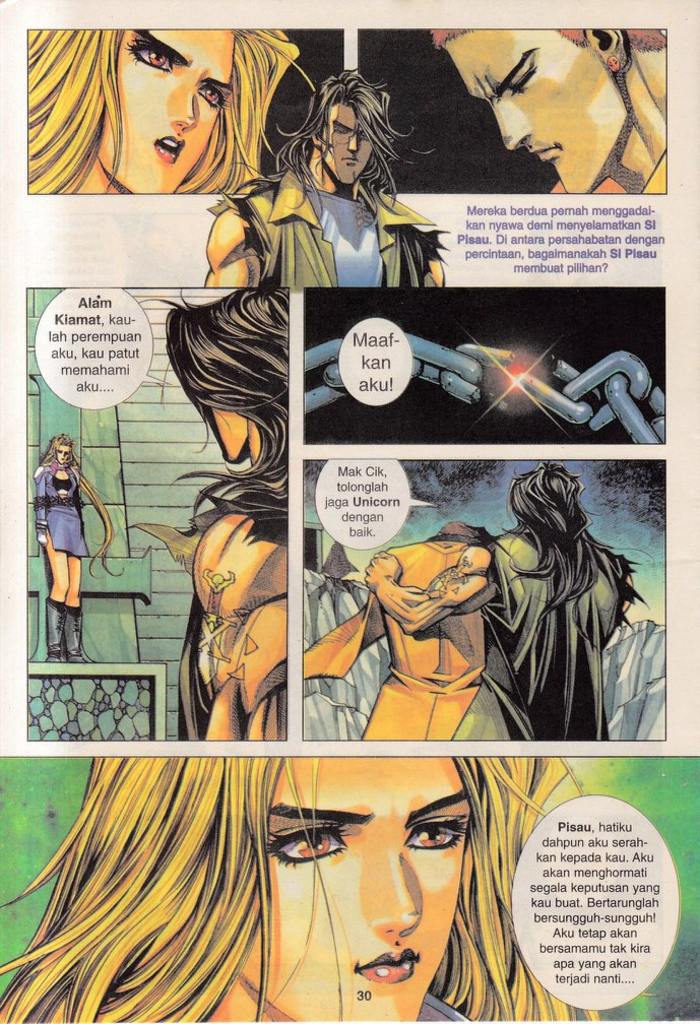 Mereka berdua pernah menggadai-
kan nyawa demi menyelamatkan SI
Pisau. Di antara persahabatan dengan
percintaan, bagaimanakah SI Pisau
membuat pilihan?
Alam
Kiamat, kau-
lah perempuan
aku, kau patut
memahami
aku....
Maaf-
kan
aku!
Mak Cik,
tolonglah
jaga Unicorn
dengan
baik.
Pisau, hatiku
dahpun aku serah-
kan kepada kau. Aku
akan menghormati
segala keputusan yang
kau buat. Bertarunglah
bersungguh-sungguh!
Aku tetap akan
bersamamu tak kira
apa yang akan
terjadi nanti....
30